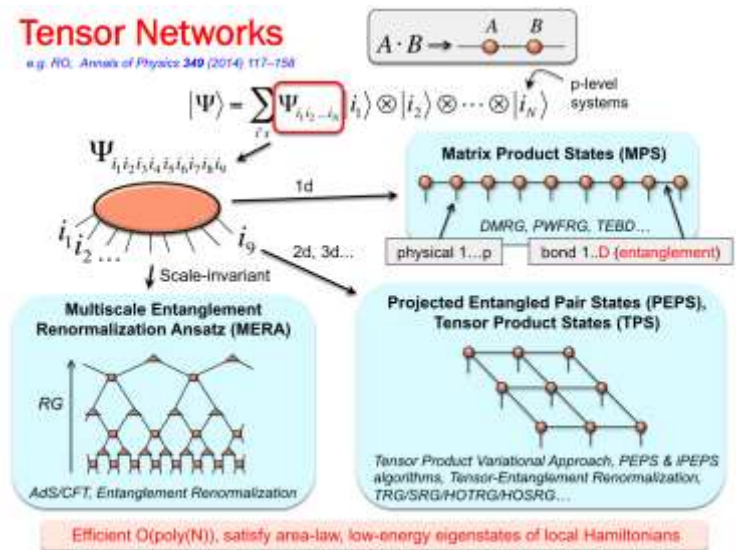 Tensor Networks
e.g. RO, Annals of Physics 349 (2014) 117–158
A · B ⇒
A B
|Ψ⟩ = ∑ Ψ_{i₁i₂...i_N} |i₁⟩ ⊗ |i₂⟩ ⊗ ⋯ ⊗ |i_N⟩
i's
p-level
systems
Ψ_{i₁i₂i₃i₄i₅i₆i₇i₈i₉}
i₁ i₂ ... i₉
1d
Matrix Product States (MPS)
DMRG, PWFRG, TEBD...
physical 1...p
bond 1..D (entanglement)
2d, 3d...
Scale-invariant
Multiscale Entanglement
Renormalization Ansatz (MERA)
RG
AdS/CFT, Entanglement Renormalization
Projected Entangled Pair States (PEPS),
Tensor Product States (TPS)
Tensor Product Variational Approach, PEPS & iPEPS
algorithms, Tensor-Entanglement Renormalization,
TRG/SRG/HOTRG/HOSRG...
Efficient O(poly(N)), satisfy area-law, low-energy eigenstates of local Hamiltonians